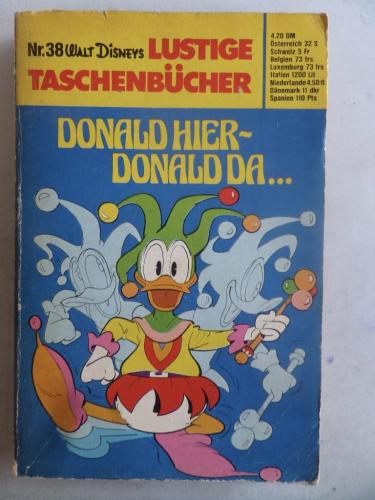 Nr. 38 WALT DISNEYS LUSTIGE
TASCHENBÜCHER
4.20 DM
Österreich 32 S
Schweiz 5 Fr
Belgien 73 frs
Luxemburg 73 frs
Italien 1200 Lit
Niederlande 4.50 fl
Dänemark 11 dkr
Spanien 110 Pts
DONALD HIER-
DONALD DA...